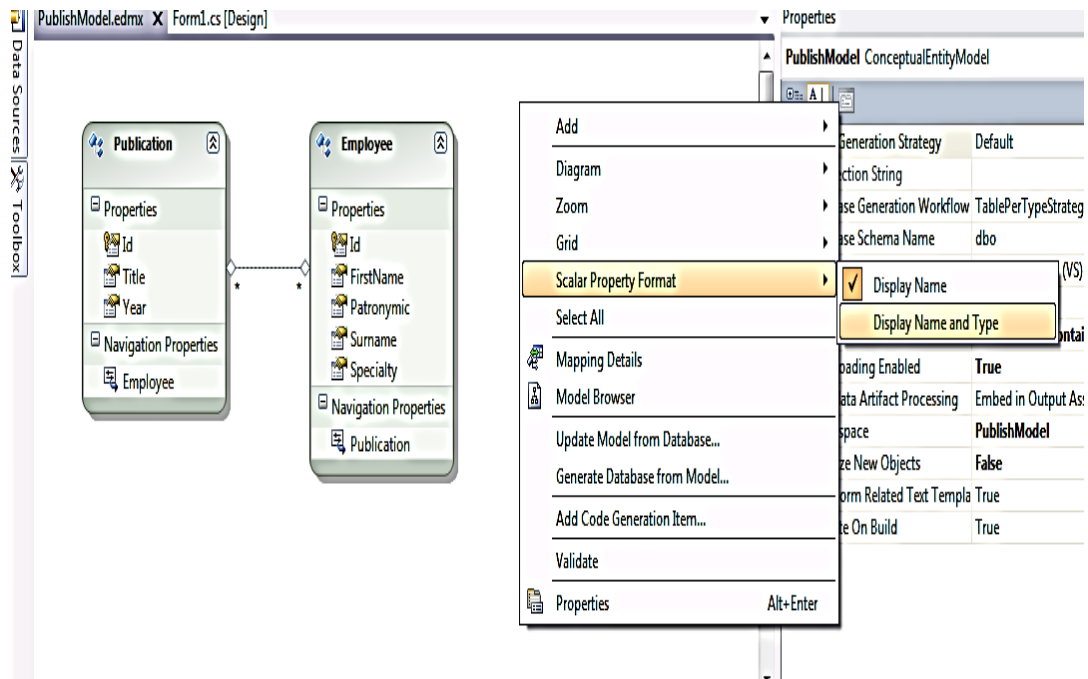 PublishModel.edmx X Form1.cs [Design]
Data Sources
Toolbox
Publication
Properties
Id
Title
Year
Navigation Properties
Employee
*
*
Employee
Properties
Id
FirstName
Patronymic
Surname
Specialty
Navigation Properties
Publication
Add
Diagram
Zoom
Grid
Scalar Property Format
Select All
Mapping Details
Model Browser
Update Model from Database...
Generate Database from Model...
Add Code Generation Item...
Validate
Properties Alt+Enter
Display Name
Display Name and Type
Properties
PublishModel ConceptualEntityModel
Generation Strategy Default
ction String
ase Generation Workflow TablePerTypeStrateg
ase Schema Name dbo
(VS)
ontai
oading Enabled True
ata Artifact Processing Embed in Output Ass
space PublishModel
ze New Objects False
orm Related Text Templa True
te On Build True